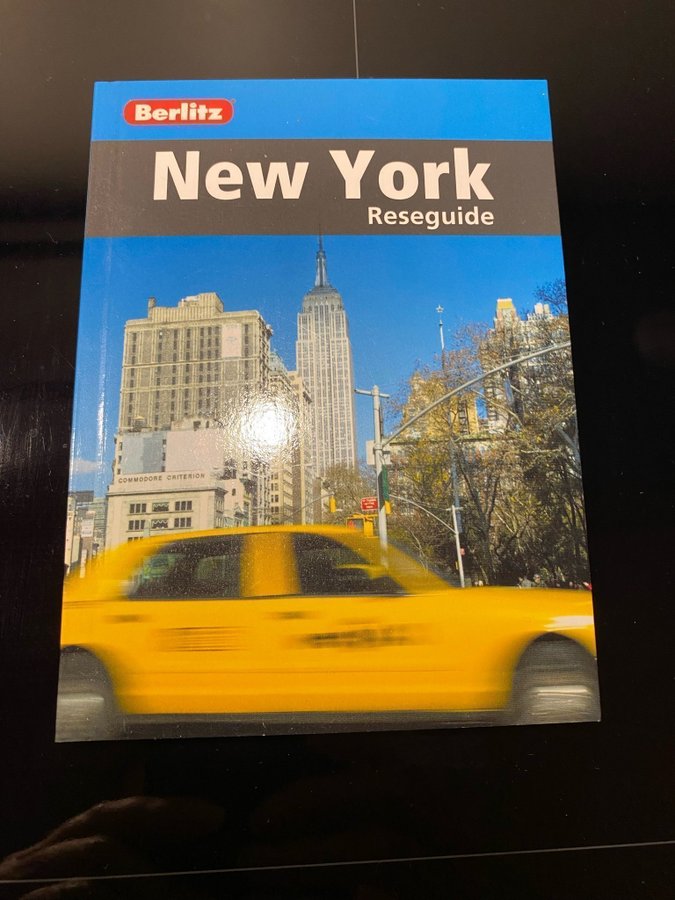 Berlitz
New York
Reseguide
COMMODORE CRITERION